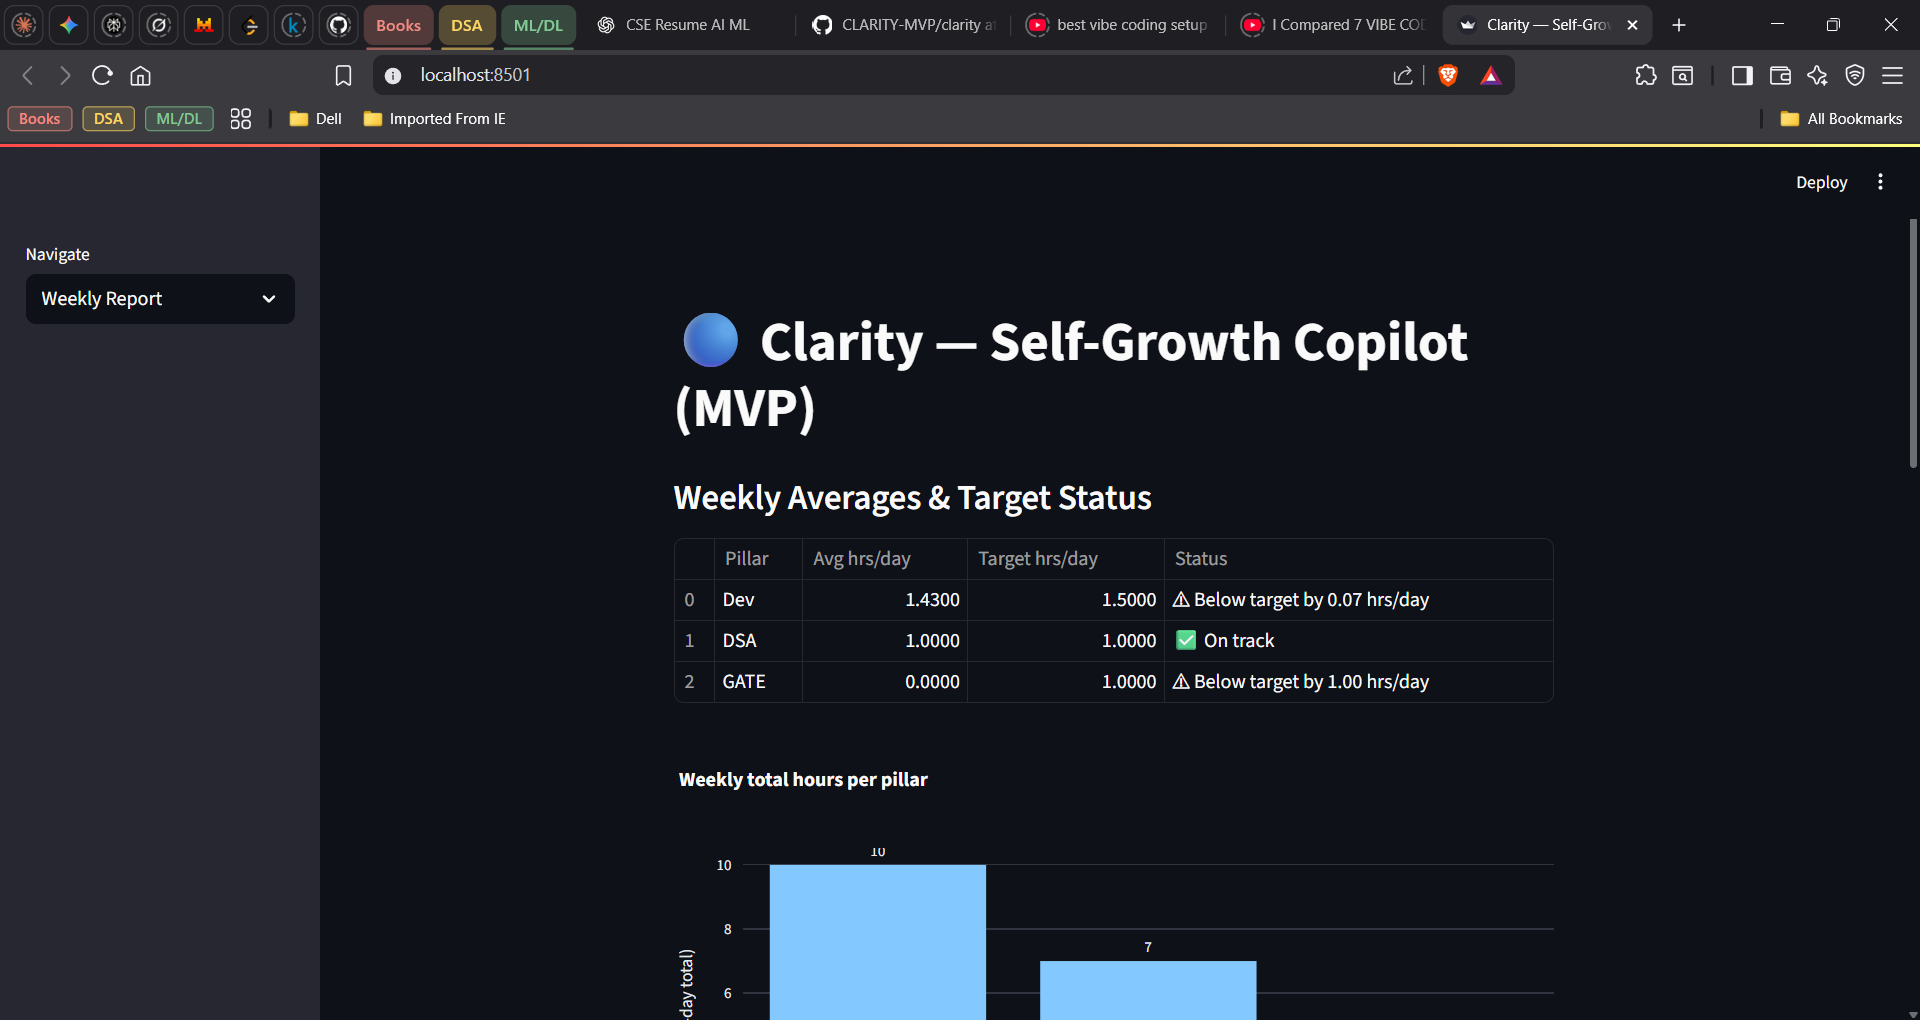 Books
DSA
ML/DL
CSE Resume AI ML
CLARITY-MVP/clarity a
best vibe coding setup
I Compared 7 VIBE COD
Clarity — Self-Grov
localhost:8501
Books
DSA
ML/DL
Dell
Imported From IE
All Bookmarks
Deploy
Navigate
Weekly Report
Clarity — Self-Growth Copilot
(MVP)
Weekly Averages & Target Status
Pillar Avg hrs/day Target hrs/day Status
0 Dev 1.4300 1.5000 ⚠ Below target by 0.07 hrs/day
1 DSA 1.0000 1.0000 ✅ On track
2 GATE 0.0000 1.0000 ⚠ Below target by 1.00 hrs/day
Weekly total hours per pillar
10
10
8
7
6
-day total)